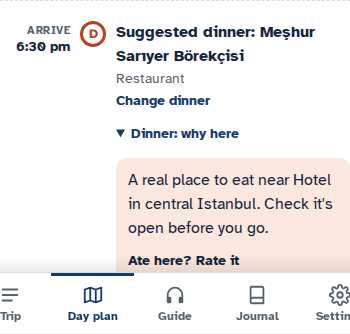 ARRIVE
6:30 pm
D
Suggested dinner: Meşhur
Sarıyer Börekçisi
Restaurant
Change dinner
▼ Dinner: why here
A real place to eat near Hotel
in central Istanbul. Check it's
open before you go.
Ate here? Rate it
Trip
Day plan
Guide
Journal
Settin